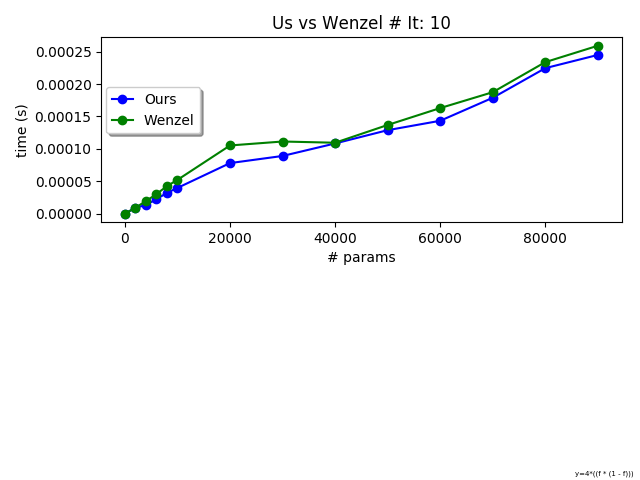 Us vs Wenzel # It: 10
time (s)
0.00025
0.00020
0.00015
0.00010
0.00005
0.00000
Ours
Wenzel
0 20000 40000 60000 80000
# params
y=4*((f * (1 - f)))